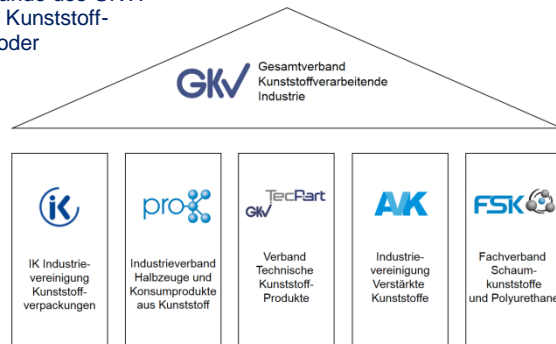 Kunststoff-
oder
GKV
Gesamtverband
Kunststoffverarbeitende
Industrie
iK
IK Industrie-
vereinigung
Kunststoff-
verpackungen
pro-K
Industrieverband
Halbzeuge und
Konsumprodukte
aus Kunststoff
GKV TecPart
Verband
Technische
Kunststoff-
Produkte
AVK
Industrie-
vereinigung
Verstärkte
Kunststoffe
FSK
Fachverband
Schaum-
kunststoffe
und Polyurethane